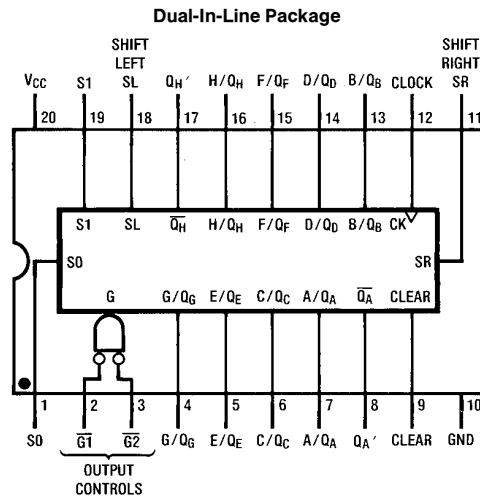 Dual-In-Line Package
SHIFT LEFT
SHIFT RIGHT
VCC S1 SL QH' H/QH F/QF D/QD B/QB CLOCK SR
20 19 18 17 16 15 14 13 12 11
S1 SL Q̅H̅ H/QH F/QF D/QD B/QB CK
S0 SR
G G/QG E/QE C/QC A/QA Q̅A̅ CLEAR
1 2 3 4 5 6 7 8 9 10
S0 G̅1̅ G̅2̅ G/QG E/QE C/QC A/QA QA' CLEAR GND
OUTPUT
CONTROLS